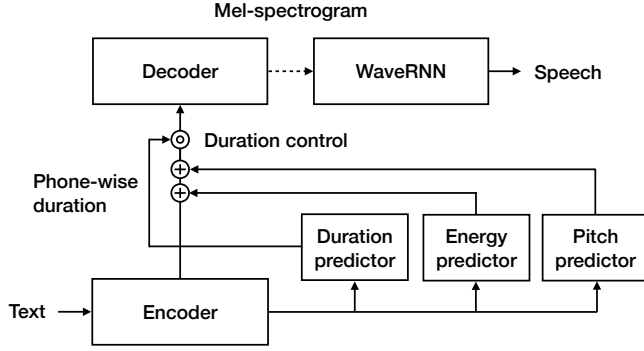 Mel-spectrogram
Decoder
WaveRNN
Speech
Duration control
Phone-wise
duration
Duration
predictor
Energy
predictor
Pitch
predictor
Text
Encoder